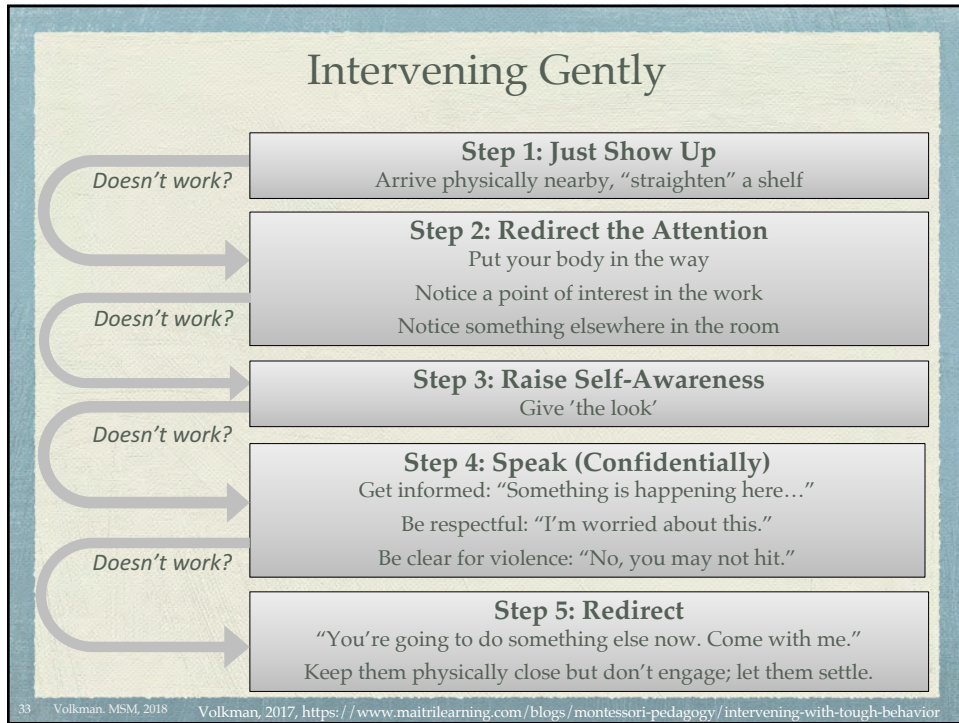 Intervening Gently
Step 1: Just Show Up
Doesn’t work?
Arrive physically nearby, “straighten” a shelf
Step 2: Redirect the Attention
Put your body in the way
Notice a point of interest in the work
Doesn’t work?
Notice something elsewhere in the room
Step 3: Raise Self-Awareness
Give ’the look’
Doesn’t work?
Step 4: Speak (Confidentially)
Get informed: “Something is happening here…”
Be respectful: “I’m worried about this.”
Doesn’t work?
Be clear for violence: “No, you may not hit.”
Step 5: Redirect
“You’re going to do something else now. Come with me.”
Keep them physically close but don’t engage; let them settle.
33 Volkman. MSM, 2018 Volkman, 2017, https://www.maitrilearning.com/blogs/montessori-pedagogy/intervening-with-tough-behavior